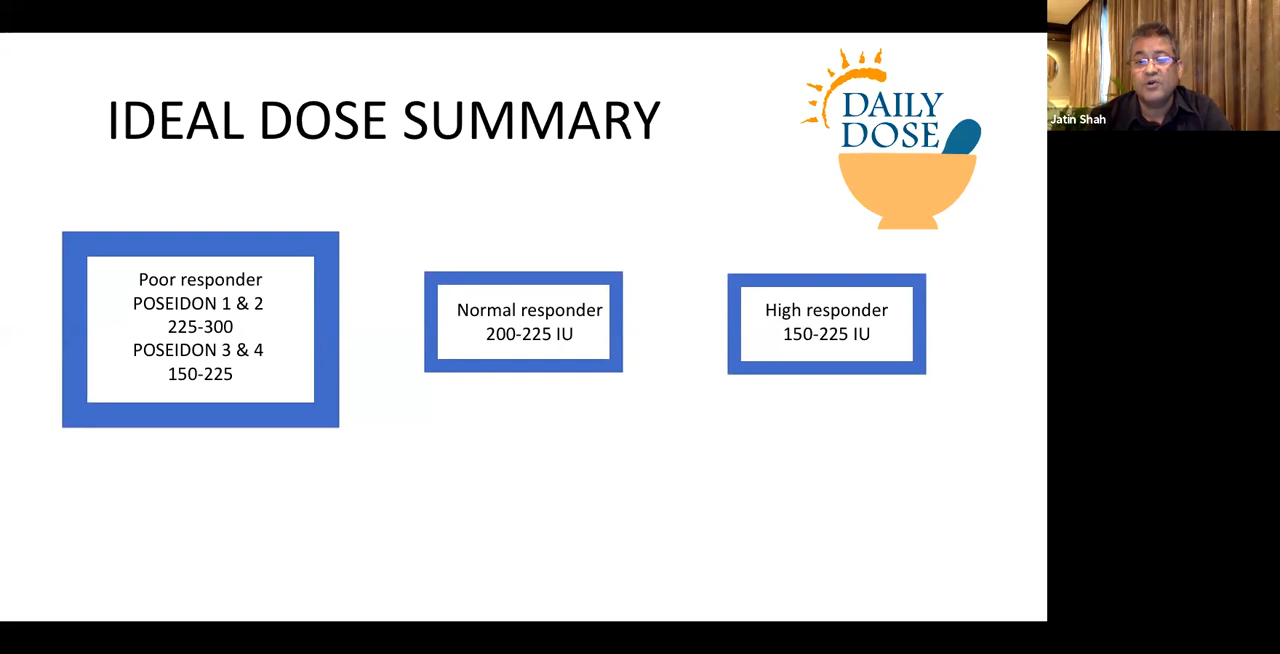 IDEAL DOSE SUMMARY
DAILY
DOSE
Jatin Shah
Poor responder
POSEIDON 1 & 2
225-300
POSEIDON 3 & 4
150-225
Normal responder
200-225 IU
High responder
150-225 IU